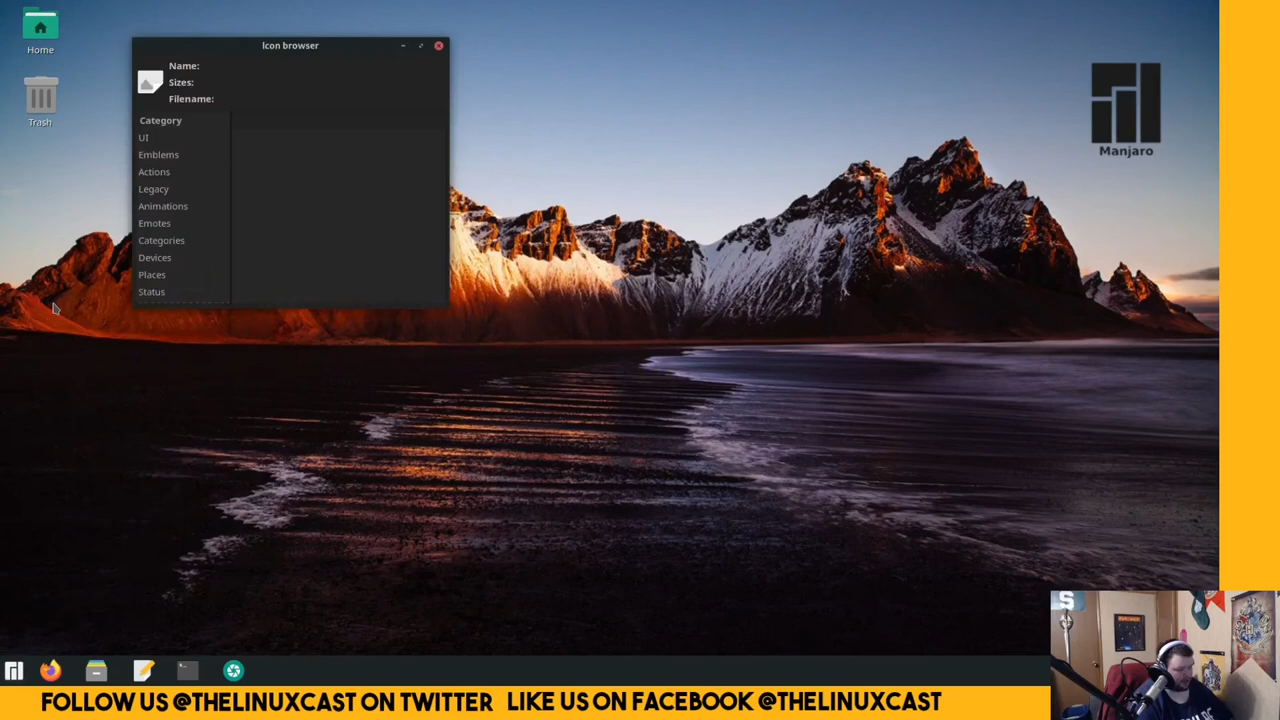 Home
Trash
Icon browser
Name:
Sizes:
Filename:
Category
UI
Emblems
Actions
Legacy
Animations
Emotes
Categories
Devices
Places
Status
Manjaro
FOLLOW US @THELINUXCAST ON TWITTER LIKE US ON FACEBOOK @THELINUXCAST